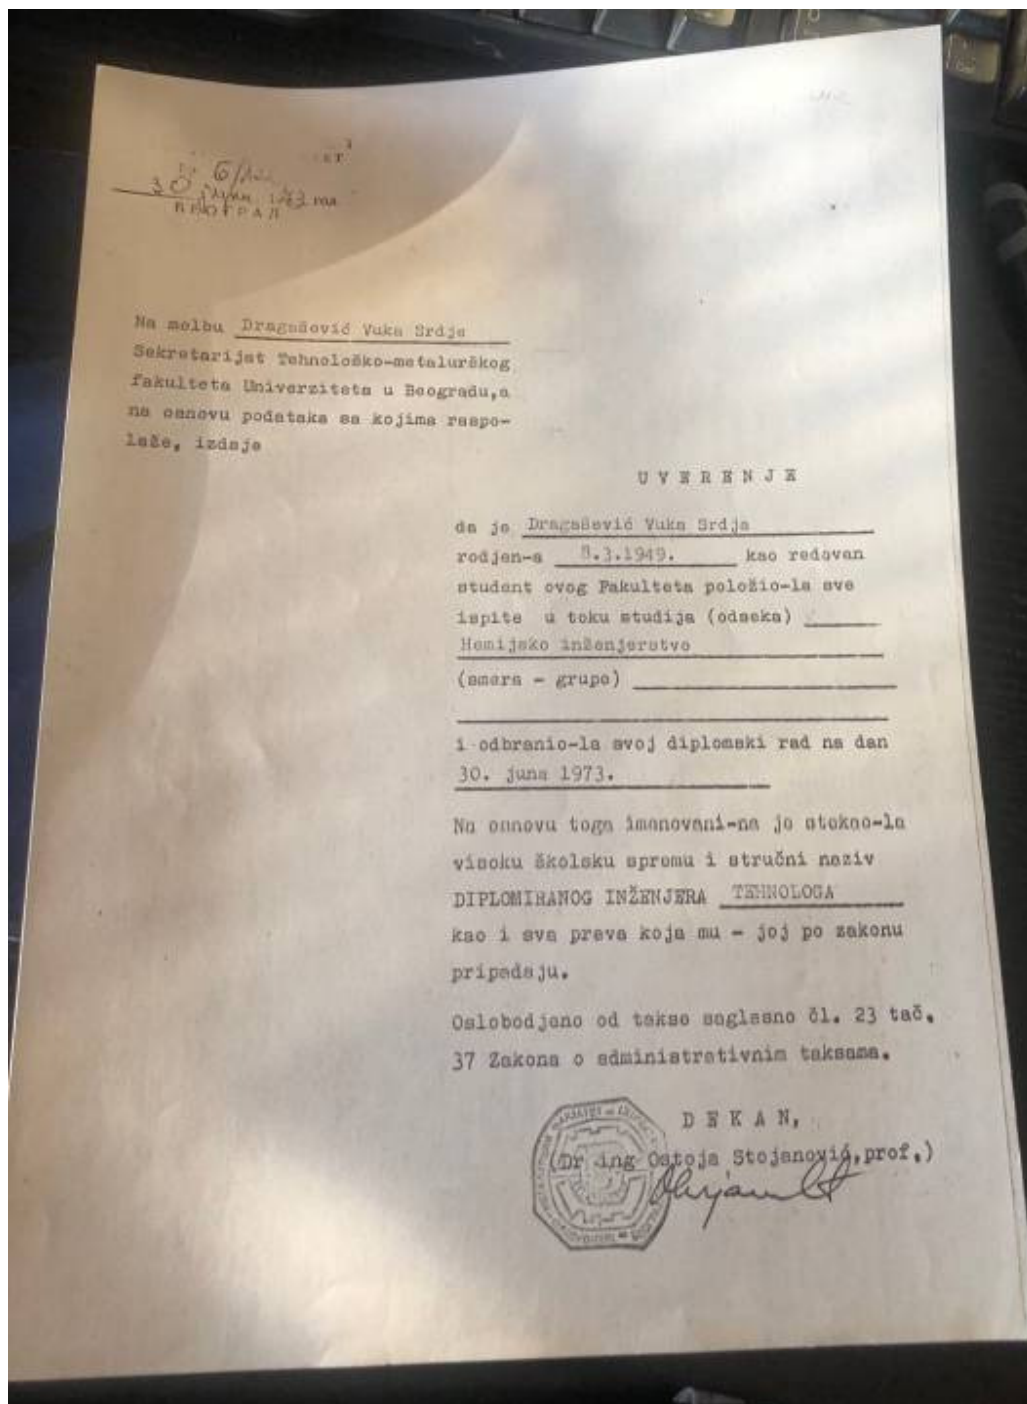 30 јуни 1973 год
БЕОГРАД
Na molbu Dragašević Vuka Srdja
Sekretarijat Tehnološko-metalurškog
fakulteta Univerziteta u Beogradu,a
na osnovu podataka sa kojima raspo-
laže, izdaje
U V E R E N J E
da je Dragašević Vuka Srdja
rodjen-a 8.3.1949. kao redovan
student ovog Fakulteta položio-la sve
ispite u toku studija (odseka)
Hemijsko inženjerstvo
(smera - grupe)
i odbranio-la svoj diplomski rad na dan
30. juna 1973.
Na osnovu toga imenovani-na je stekao-la
visoku školsku spremu i stručni naziv
DIPLOMIRANOG INŽENJERA TEHNOLOGA
kao i sva prava koja mu - joj po zakonu
pripadaju.
Oslobodjeno od takse saglasno čl. 23 tač.
37 Zakona o administrativnim taksama.
D E K A N,
(Dr ing Ostoja Stojanović,prof.)